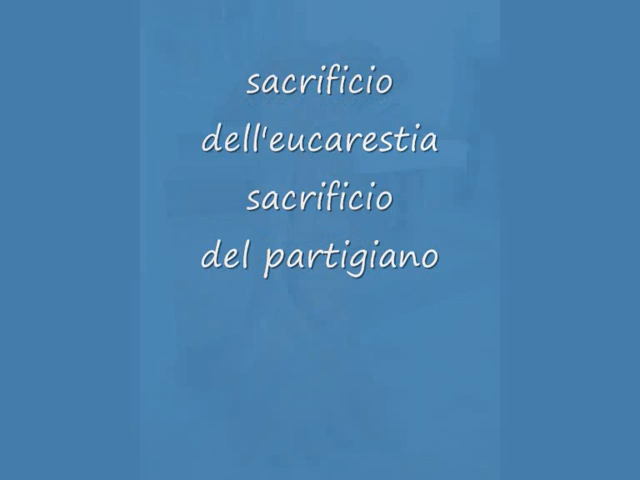 sacrificio
dell'eucarestia
sacrificio
del partigiano